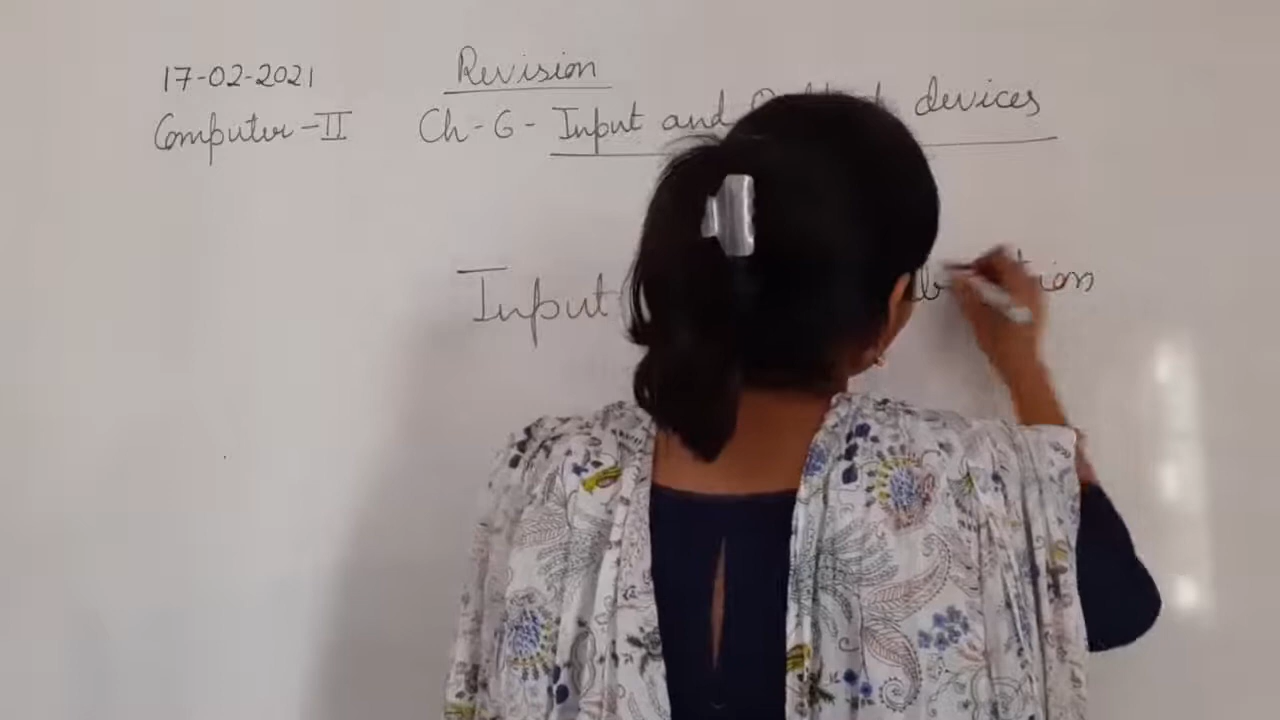 17-02-2021 Revision
Computer-II Ch-6- Input and devices
Input